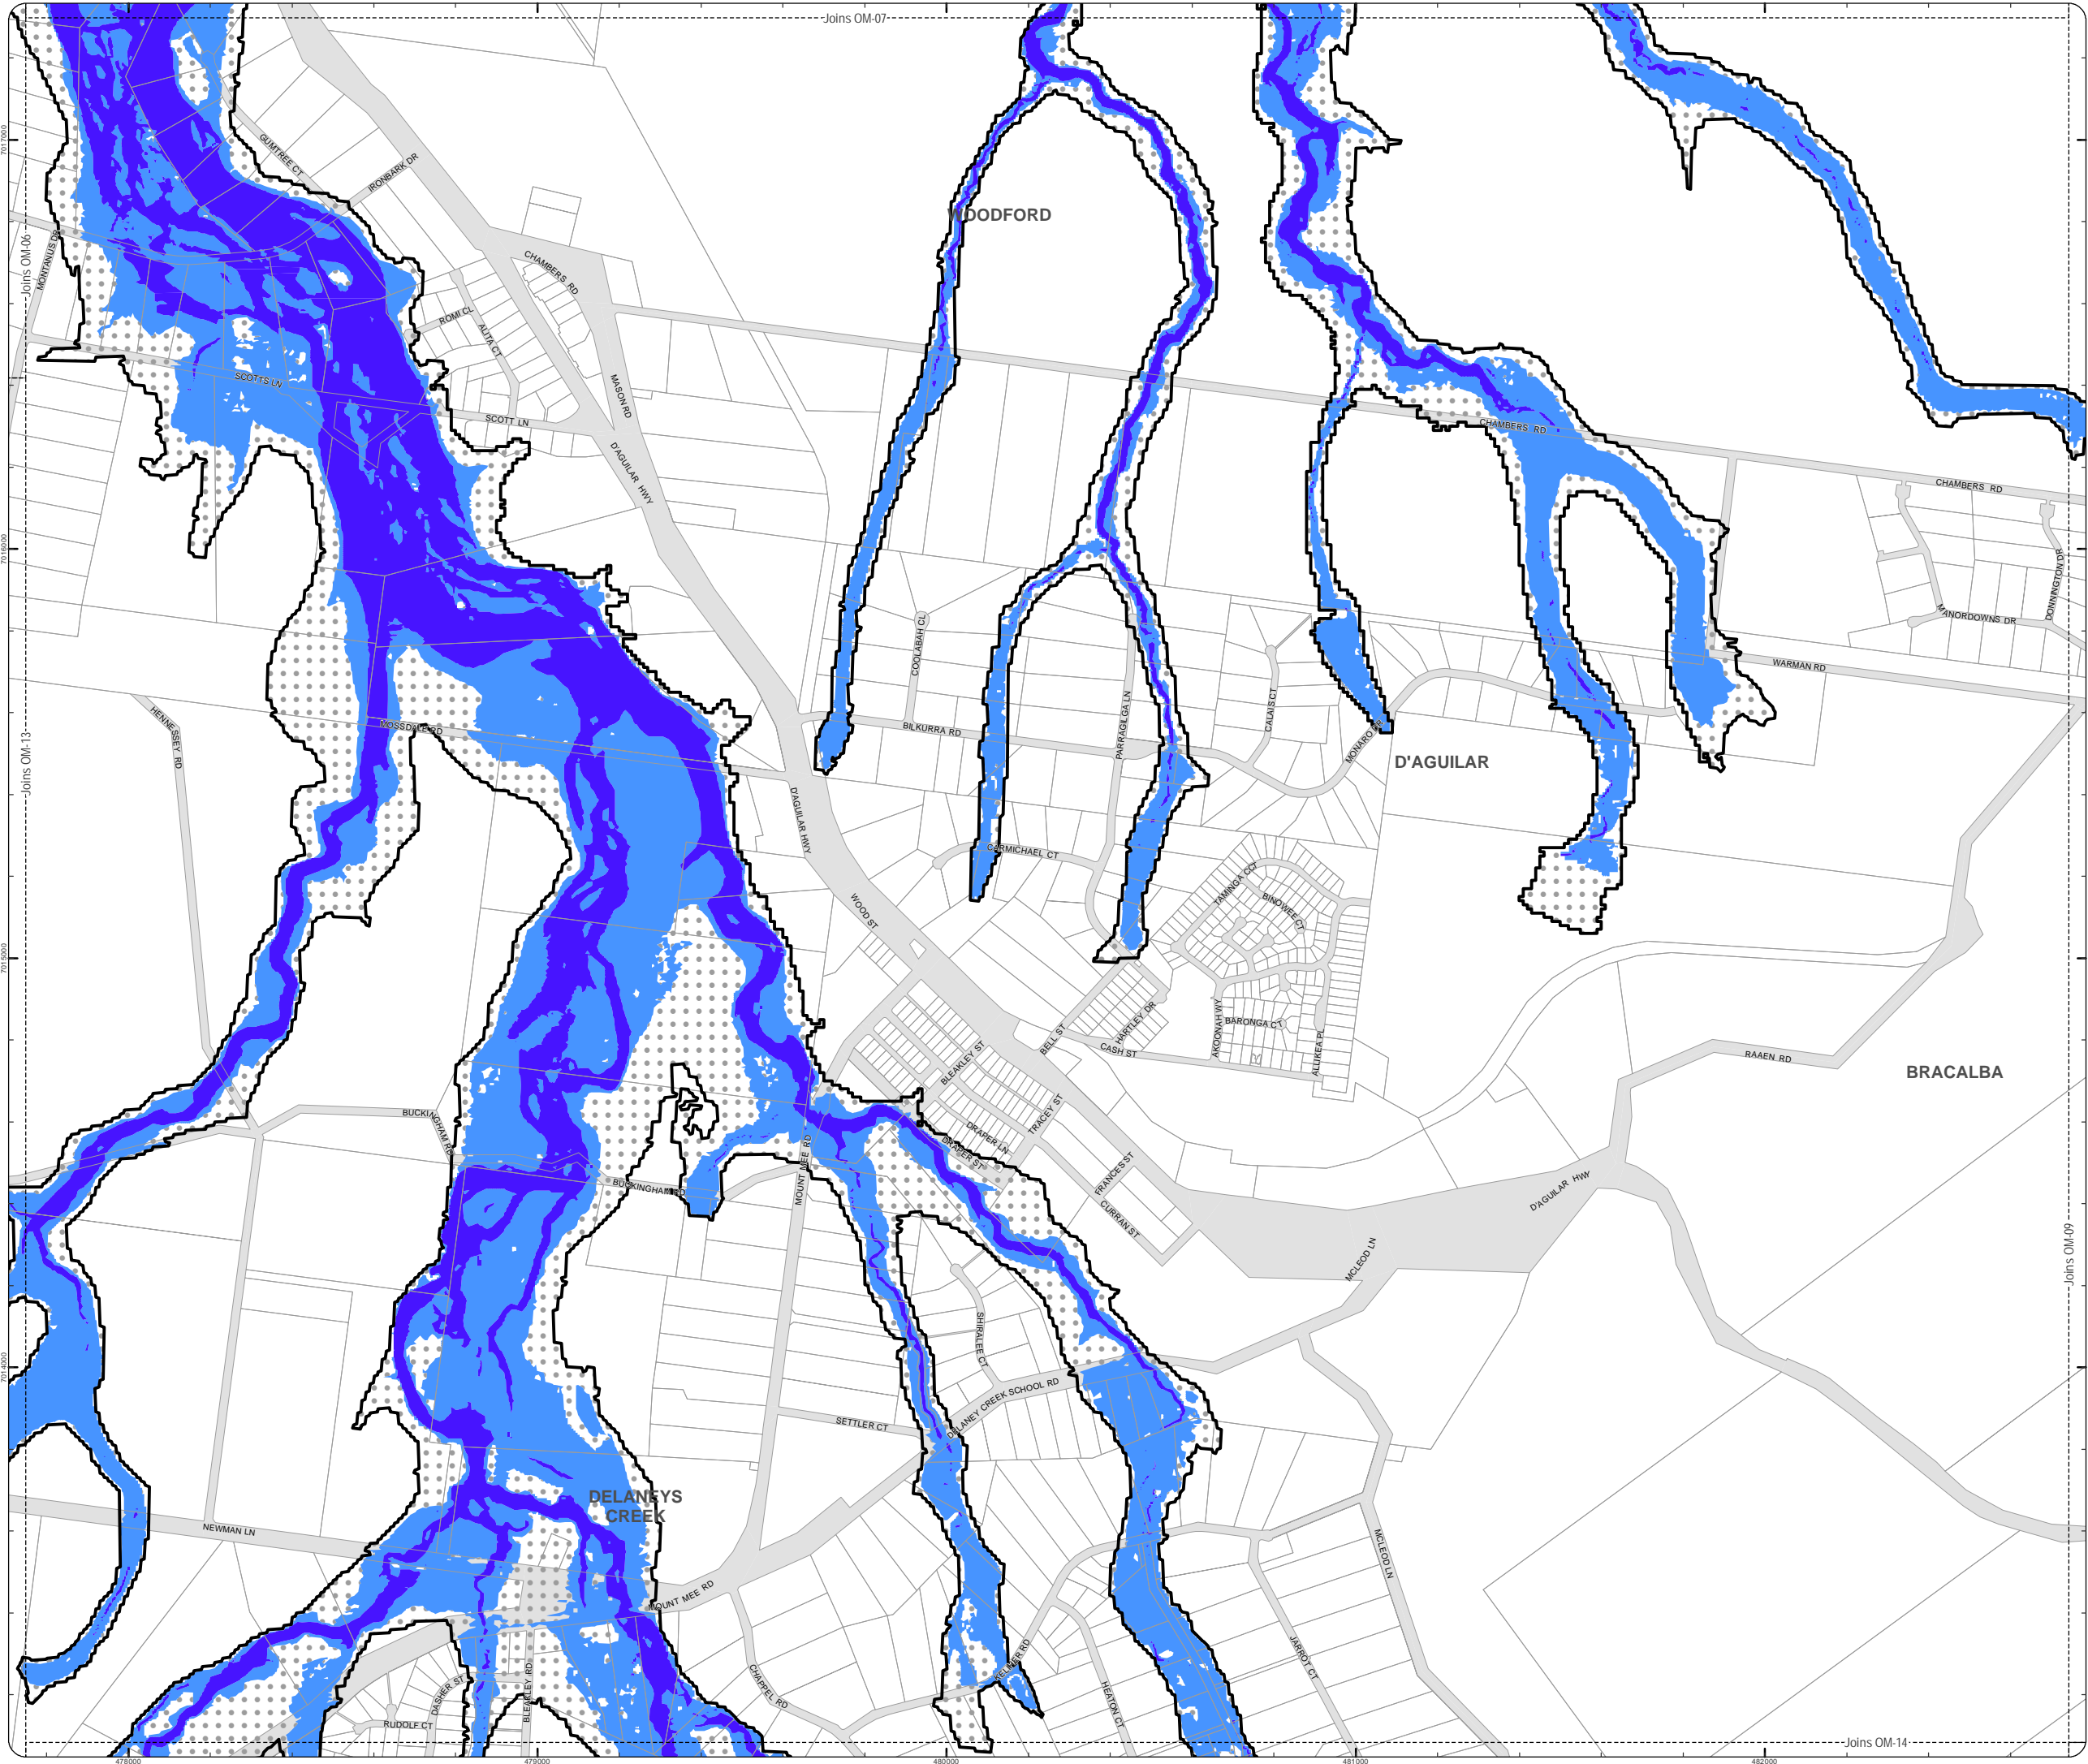 Joins OM-07
GUMTREE CT
IRONBARK DR
7017000
WOODFORD
MONTANUS DR
Joins OM-06
CHAMBERS RD
ROMI CL
ALITA CT
SCOTTS LN
MASON RD
SCOTT LN
D'AGUILAR HWY
CHAMBERS RD
CHAMBERS RD
7016000
DONNINGTON DR
MANORDOWNS DR
COOLABAH CL
WARMAN RD
CALAIS CT
PARRAGILGA LN
HENNESSEY RD
MOSSDALE RD
BILKURRA RD
MONARO DR
D'AGUILAR
Joins OM-13
D'AGUILAR HWY
CARMICHAEL CT
TAMINGA CCT
BINOWEE CT
WOOD ST
7015000
HARTLEY DR
AKOONAH WY
BARONGA CT
BELL ST
CASH ST
ALLIKEA PL
BLEAKLEY ST
RAAEN RD
BRACALBA
BUCKINGHAM RD
TRACEY ST
DRAPER LN
DRAPER ST
MOUNT MEE RD
FRANCES ST
BUCKINGHAM RD
CURRAN ST
D'AGUILAR HWY
MCLEOD LN
Joins OM-09
SHIRALEE CT
7014000
DELANEY CREEK SCHOOL RD
SETTLER CT
DELANEYS
CREEK
NEWMAN LN
MCLEOD LN
MOUNT MEE RD
KELINER RD
JARROT CT
CHAPPEL RD
DASHER ST
BLEAKLEY RD
HEATON CT
RUDOLF CT
Joins OM-14
478000
479000
480000
481000
482000